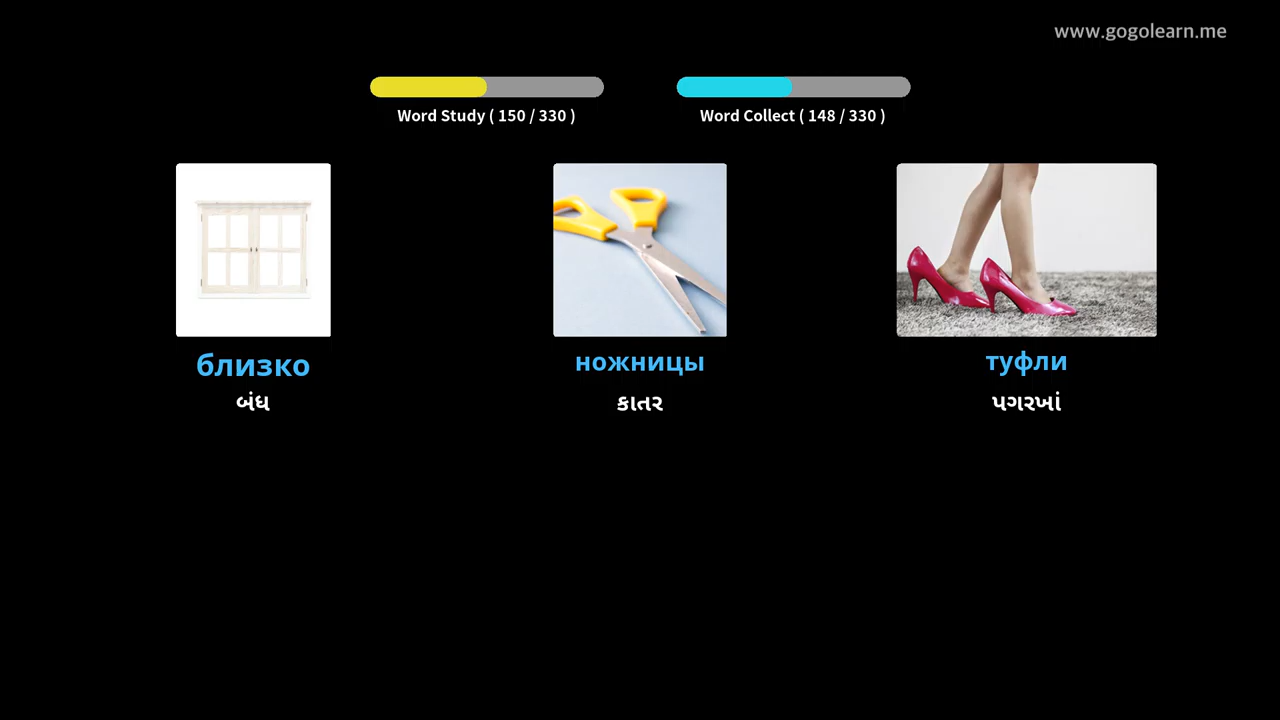 www.gogolearn.me
Word Study ( 150 / 330 )
Word Collect ( 148 / 330 )
близко
ножницы
туфли
બંધ
કાતર
પગરખાં